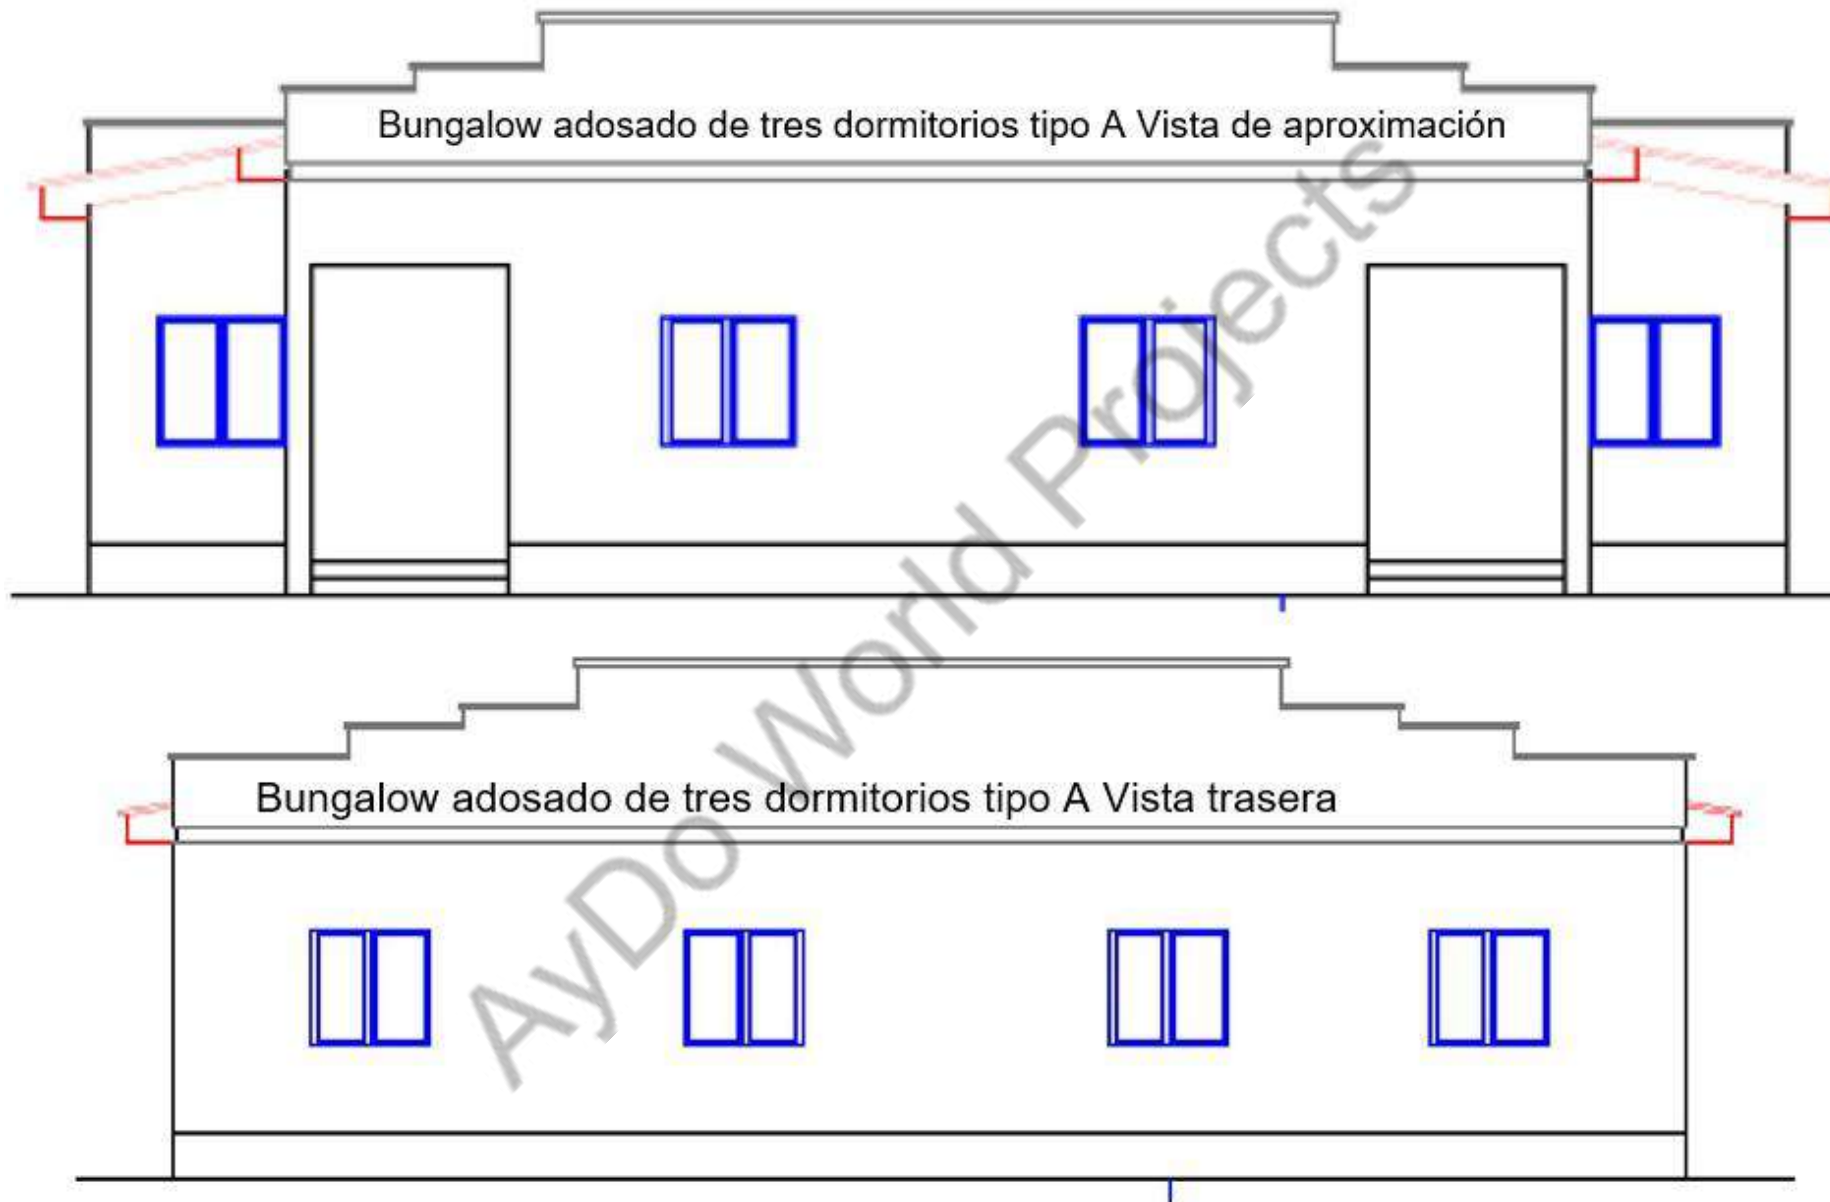 Bungalow adosado de tres dormitorios tipo A Vista de aproximación
Bungalow adosado de tres dormitorios tipo A Vista trasera
AyDo World Projects